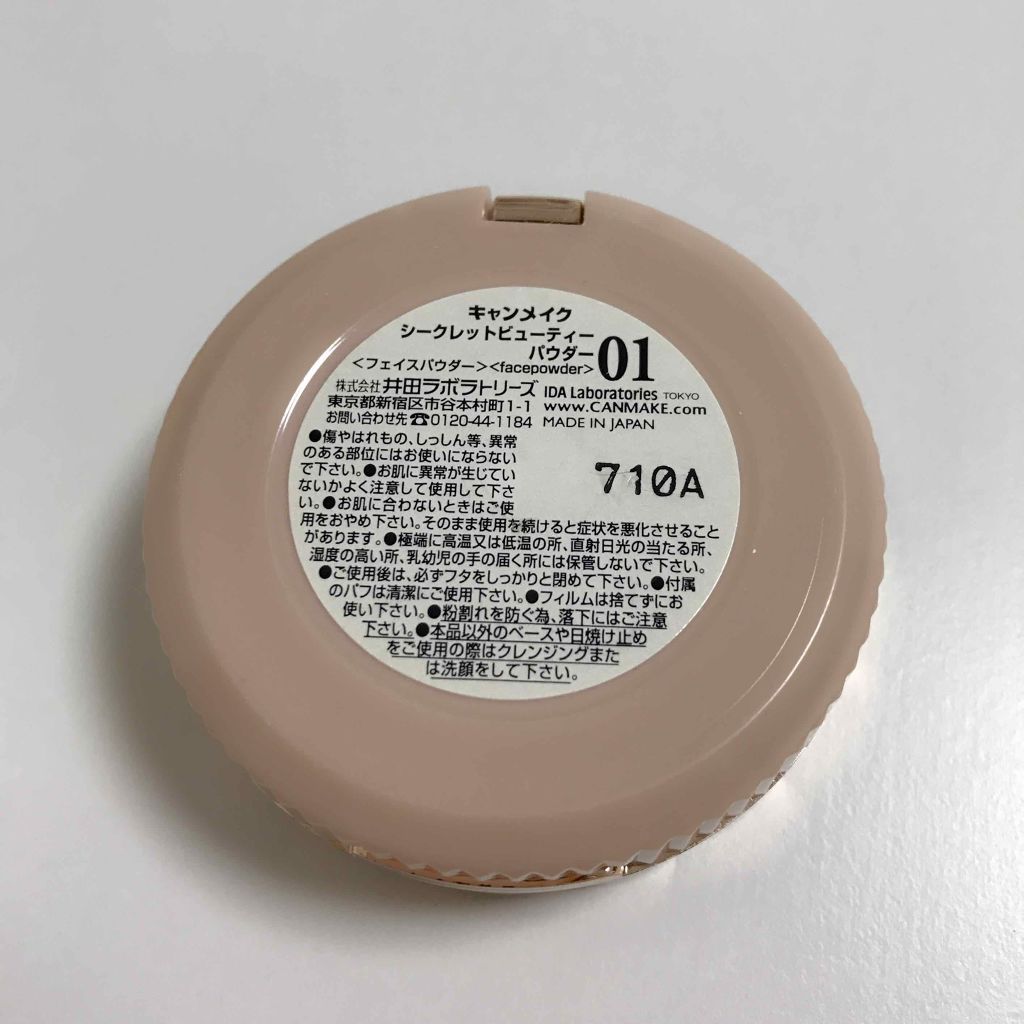 キャンメイク
シークレットビューティー
パウダー 01
<フェイスパウダー><facepowder>
株式会社 井田ラボラトリーズ IDA Laboratories TOKYO
東京都新宿区市谷本村町1-1 www.CANMAKE.com
お問い合わせ先☎0120-44-1184 MADE IN JAPAN
710A
●傷やはれもの、しっしん等、異常
のある部位にはお使いにならない
で下さい。●お肌に異常が生じてい
ないかよく注意して使用して下さ
い。●お肌に合わないときはご使
用をおやめ下さい。そのまま使用を続けると症状を悪化させること
があります。●極端に高温又は低温の所、直射日光の当たる所、
湿度の高い所、乳幼児の手の届く所には保管しないで下さい。
●ご使用後は、必ずフタをしっかりと閉めて下さい。●付属
のパフは清潔にご使用下さい。●フィルムは捨てずにお
使い下さい。●粉割れを防ぐ為、落下にはご注意
下さい。●本品以外のベースや日焼け止め
をご使用の際はクレンジングまた
は洗顔をして下さい。